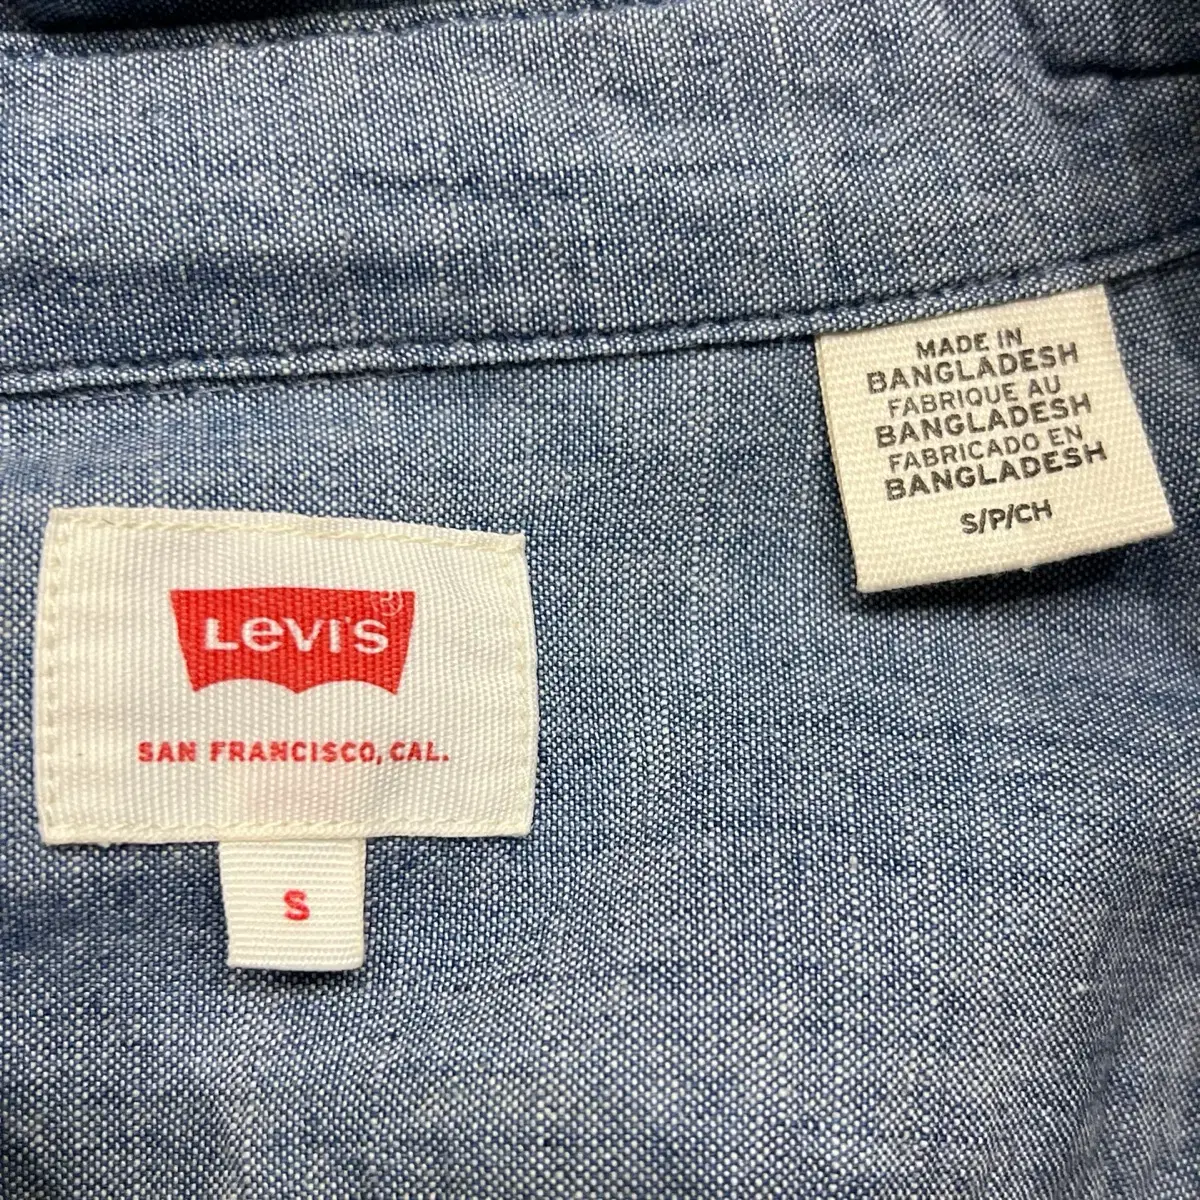 MADE IN
BANGLADESH
FABRIQUE AU
BANGLADESH
FABRICADO EN
BANGLADESH
S/P/CH
LEVI'S ®
SAN FRANCISCO, CAL.
S